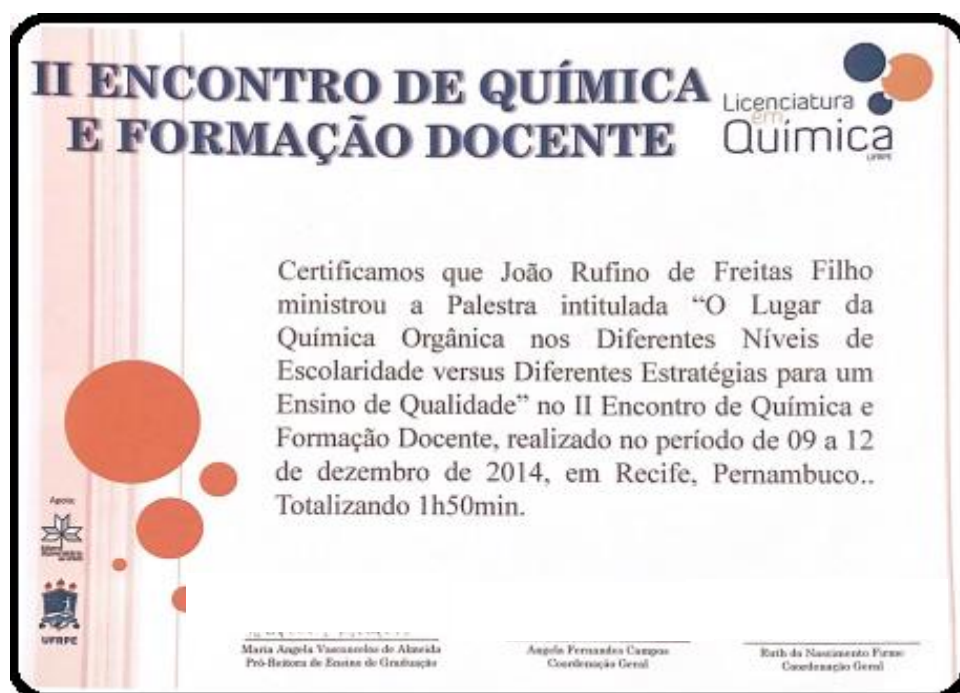 II ENCONTRO DE QUÍMICA
E FORMAÇÃO DOCENTE
Licenciatura
em
Química
UFRPE
Certificamos que João Rufino de Freitas Filho
ministrou a Palestra intitulada “O Lugar da
Química Orgânica nos Diferentes Níveis de
Escolaridade versus Diferentes Estratégias para um
Ensino de Qualidade” no II Encontro de Química e
Formação Docente, realizado no período de 09 a 12
de dezembro de 2014, em Recife, Pernambuco..
Totalizando 1h50min.
Apoio:
UFRPE
Maria Angela Vasconcelos de Almeida
Pró-Reitora de Ensino de Graduação
Angela Fernandes Campos
Coordenação Geral
Ruth do Nascimento Firme
Coordenação Geral